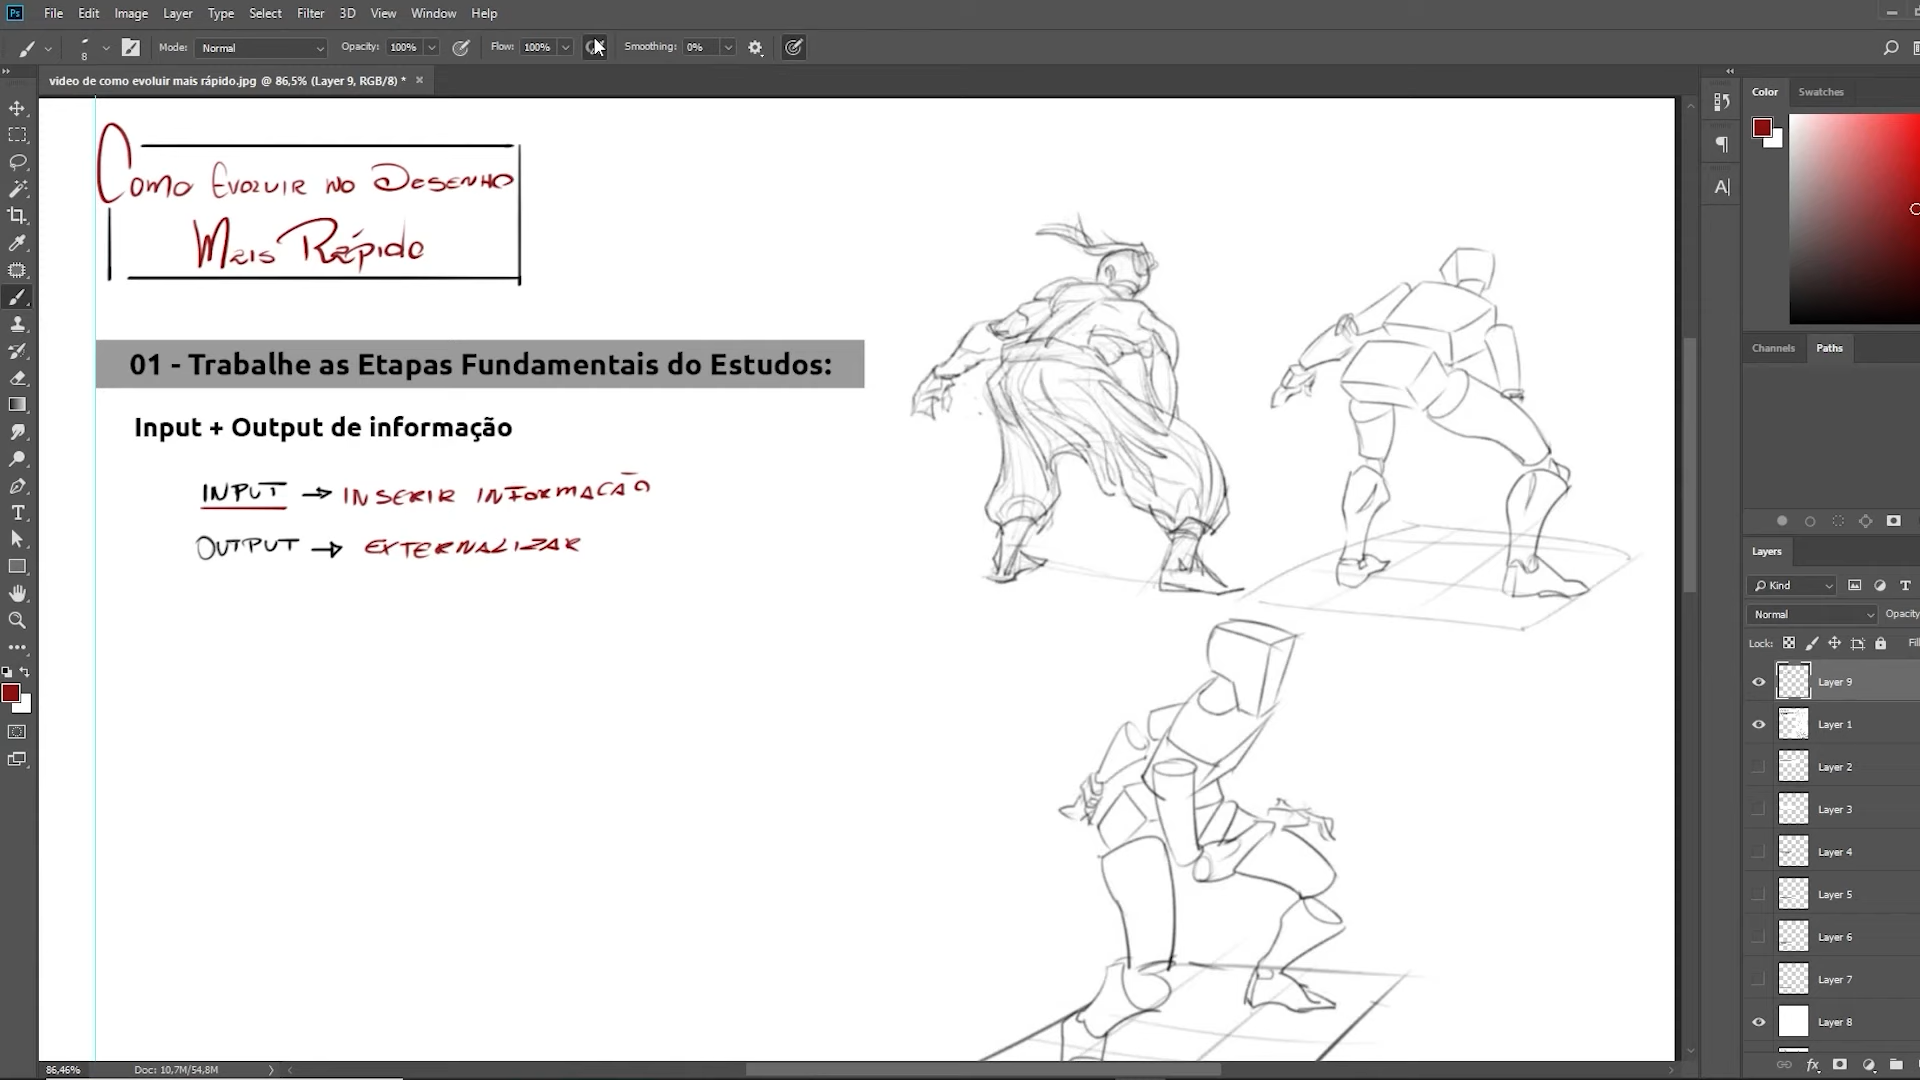 Ps File Edit Image Layer Type Select Filter 3D View Window Help
8 Mode: Normal Opacity: 100% Flow: 100% Smoothing: 0%
video de como evoluir mais rápido.jpg @ 86,5% (Layer 9, RGB/8) *
Color Swatches
COMO EVOLUIR NO DESENHO
MAIS RÁPIDO
01 - Trabalhe as Etapas Fundamentais do Estudos:
Input + Output de informação
INPUT → INSERIR INFORMAÇÃO
OUTPUT → EXTERNALIZAR
Channels Paths
Layers
Kind
Normal Opacity
Lock: Fill
Layer 9
Layer 1
Layer 2
Layer 3
Layer 4
Layer 5
Layer 6
Layer 7
Layer 8
86,46% Doc: 10,7M/54,8M